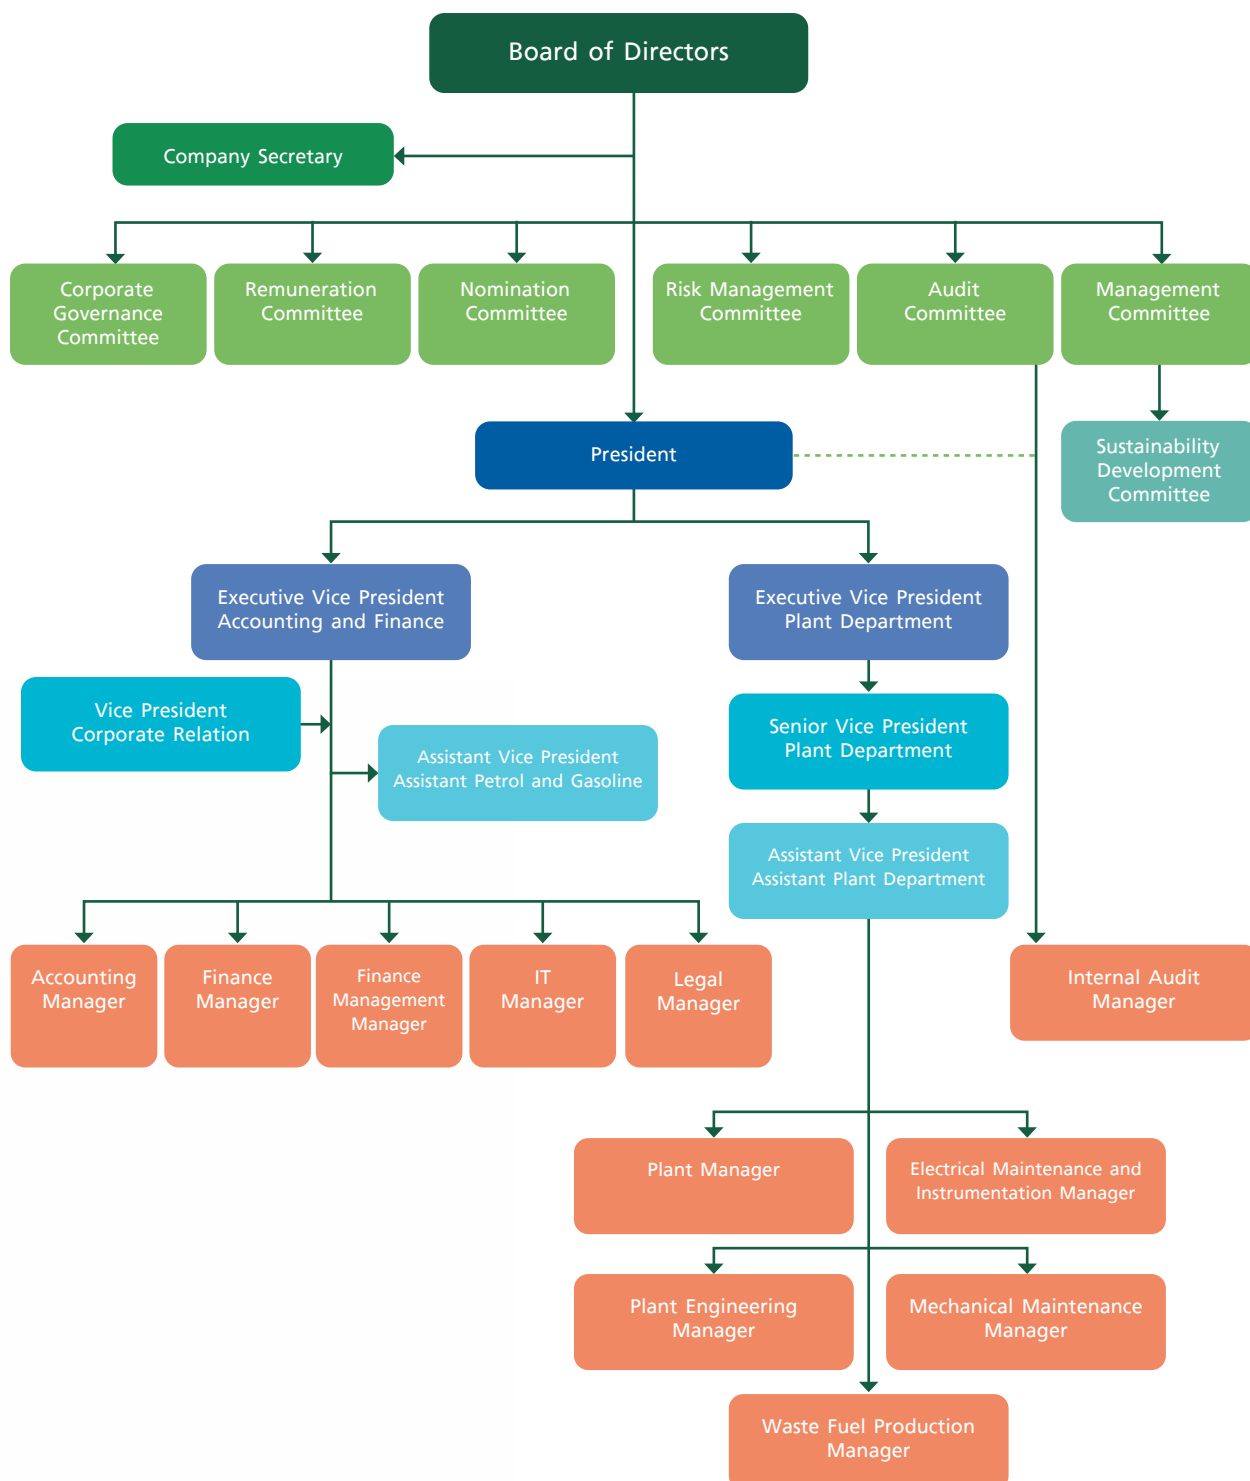 Board of Directors
Company Secretary
Corporate
Governance
Committee
Remuneration
Committee
Nomination
Committee
Risk Management
Committee
Audit
Committee
Management
Committee
President
Sustainability
Development
Committee
Executive Vice President
Accounting and Finance
Executive Vice President
Plant Department
Vice President
Corporate Relation
Assistant Vice President
Assistant Petrol and Gasoline
Senior Vice President
Plant Department
Assistant Vice President
Assistant Plant Department
Accounting
Manager
Finance
Manager
Finance
Management
Manager
IT
Manager
Legal
Manager
Internal Audit
Manager
Plant Manager
Electrical Maintenance and
Instrumentation Manager
Plant Engineering
Manager
Mechanical Maintenance
Manager
Waste Fuel Production
Manager